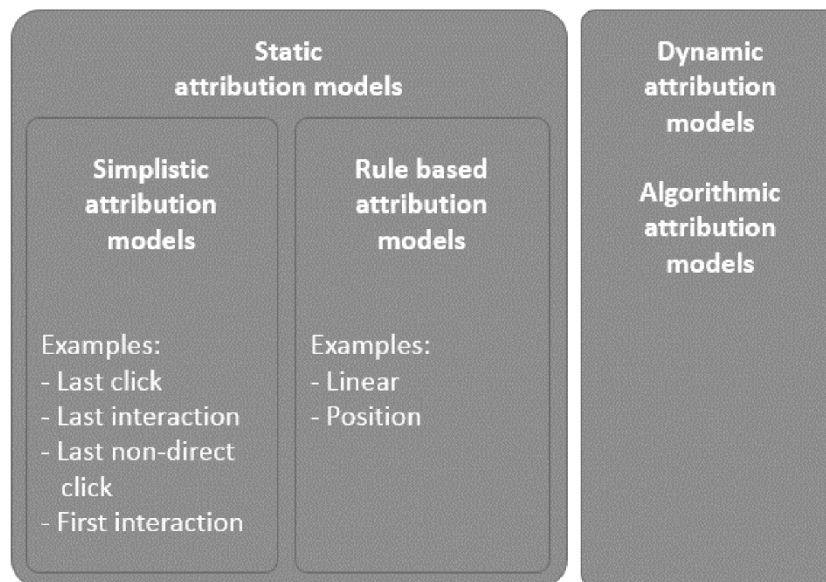 Static
attribution models
Simplistic
attribution
models
Examples:
- Last click
- Last interaction
- Last non-direct
click
- First interaction
Rule based
attribution
models
Examples:
- Linear
- Position
Dynamic
attribution
models
Algorithmic
attribution
models